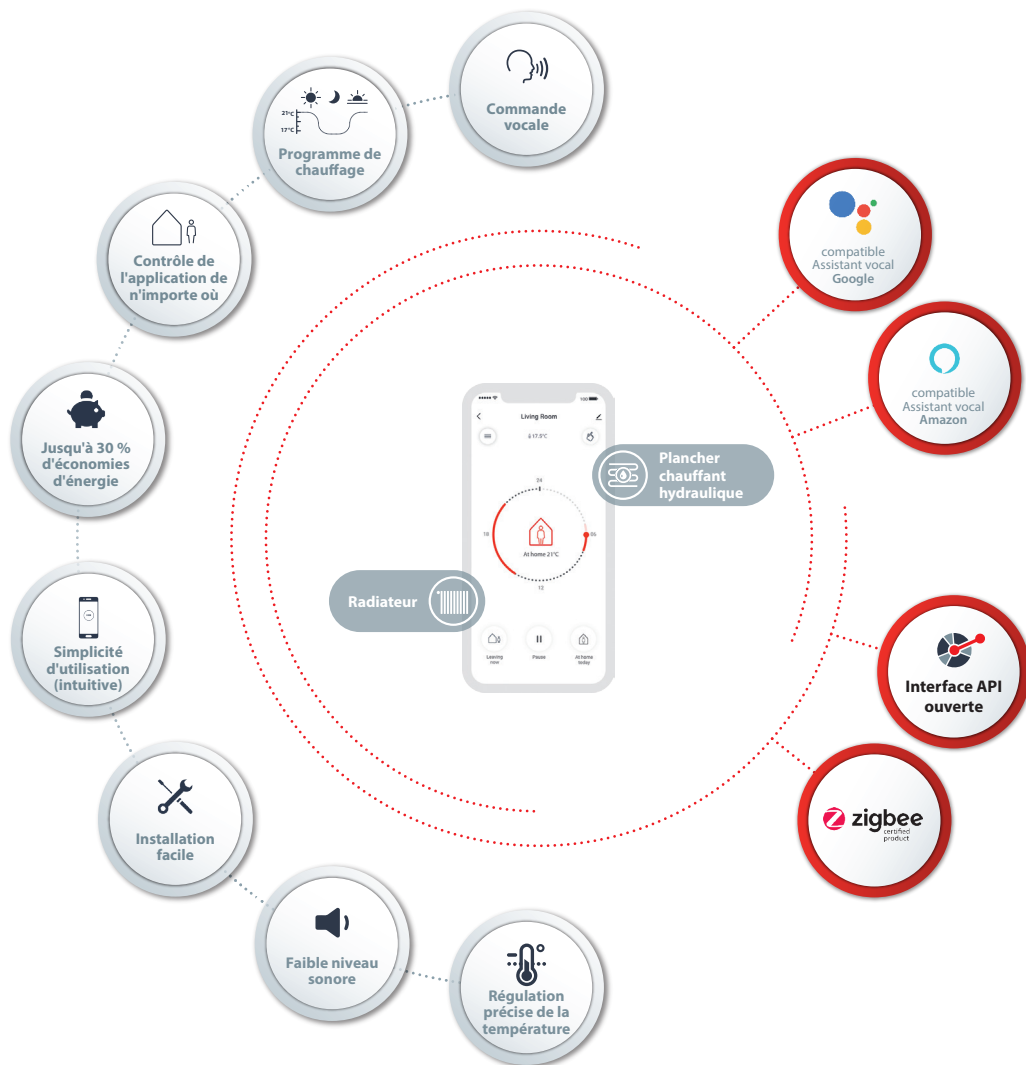 Commande
vocale
21°C
17°C
Programme de
chauffage
Contrôle de
l'application de
n'importe où
Jusqu'à 30 %
d'économies
d'énergie
Simplicité
d'utilisation
(intuitive)
Installation
facile
Faible niveau
sonore
Régulation
précise de la
température
100
Living Room
17.5°C
24
18
06
At home 21°C
12
Leaving
now
Pause
At home
today
Plancher
chauffant
hydraulique
Radiateur
compatible
Assistant vocal
Google
compatible
Assistant vocal
Amazon
Interface API
ouverte
zigbee
certified
product